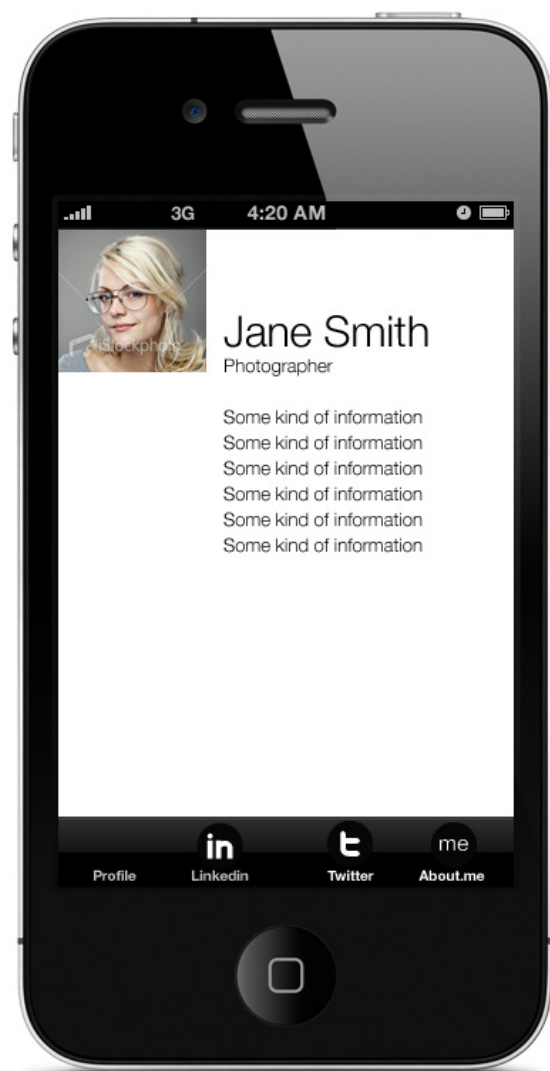 3G 4:20 AM
iStockphoto
Jane Smith
Photographer
Some kind of information
Some kind of information
Some kind of information
Some kind of information
Some kind of information
Some kind of information
in t me
Profile Linkedin Twitter About.me